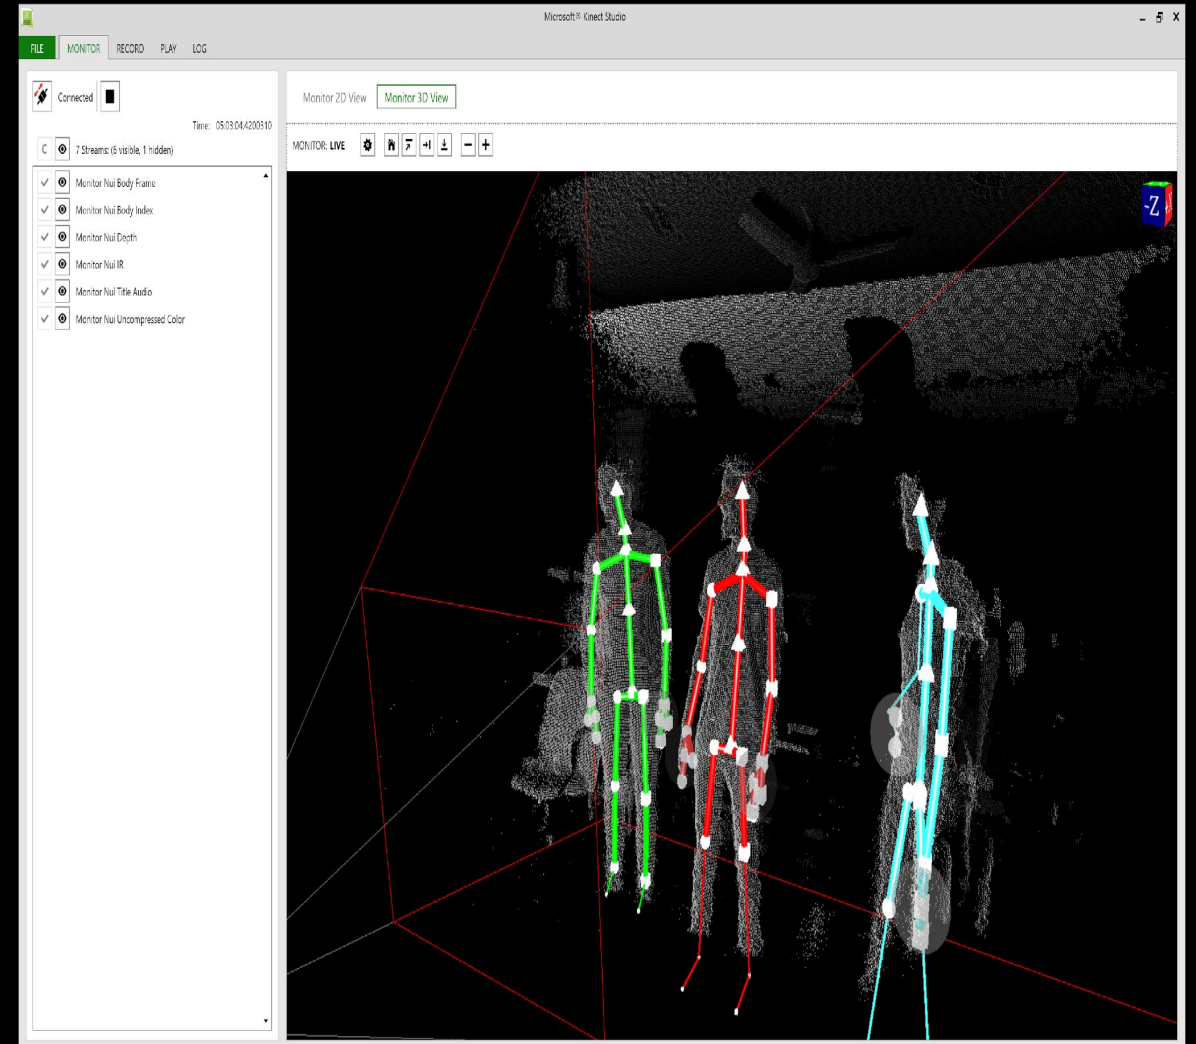 Microsoft® Kinect Studio
FILE MONITOR RECORD PLAY LOG
Connected
Time: 05:03:04.4200310
C 7 Streams: (6 visible, 1 hidden)
Monitor Nui Body Frame
Monitor Nui Body Index
Monitor Nui Depth
Monitor Nui IR
Monitor Nui Title Audio
Monitor Nui Uncompressed Color
Monitor 2D View Monitor 3D View
MONITOR: LIVE
-Z